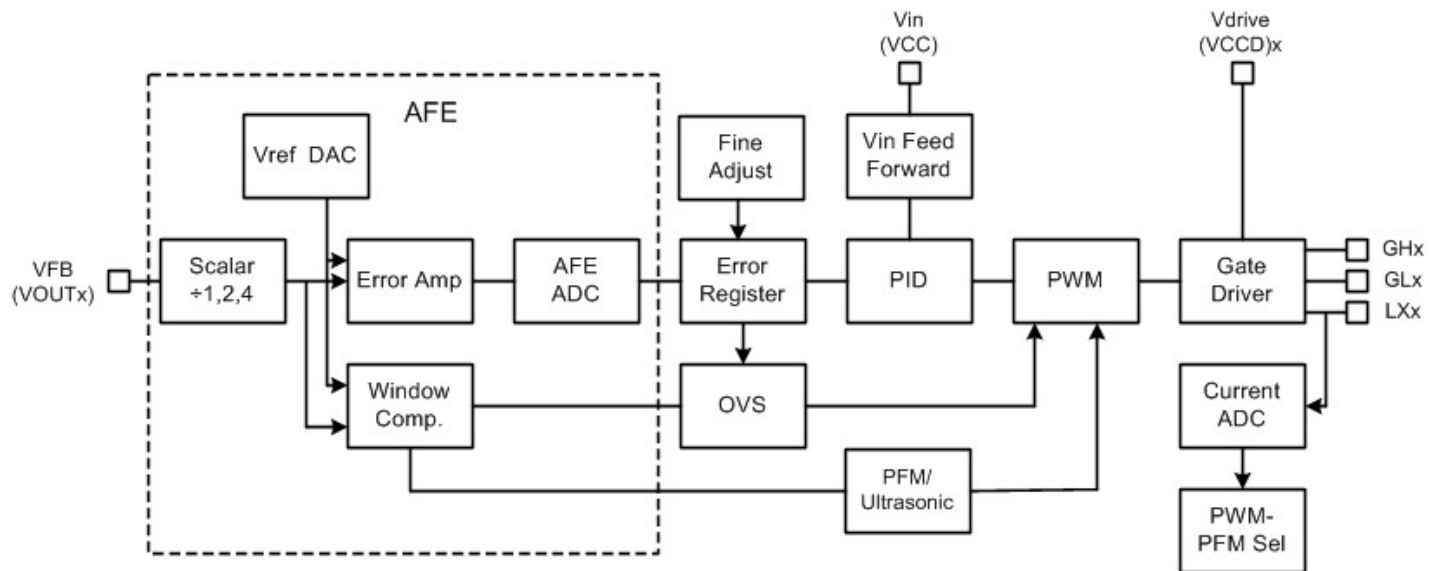 Vin
(VCC)
Vdrive
(VCCD)x
AFE
Vref DAC
Fine
Adjust
Vin Feed
Forward
VFB
(VOUTx)
Scalar
÷1,2,4
Error Amp
AFE
ADC
Error
Register
PID
PWM
Gate
Driver
GHx
GLx
LXx
Window
Comp.
OVS
Current
ADC
PFM/
Ultrasonic
PWM-
PFM Sel